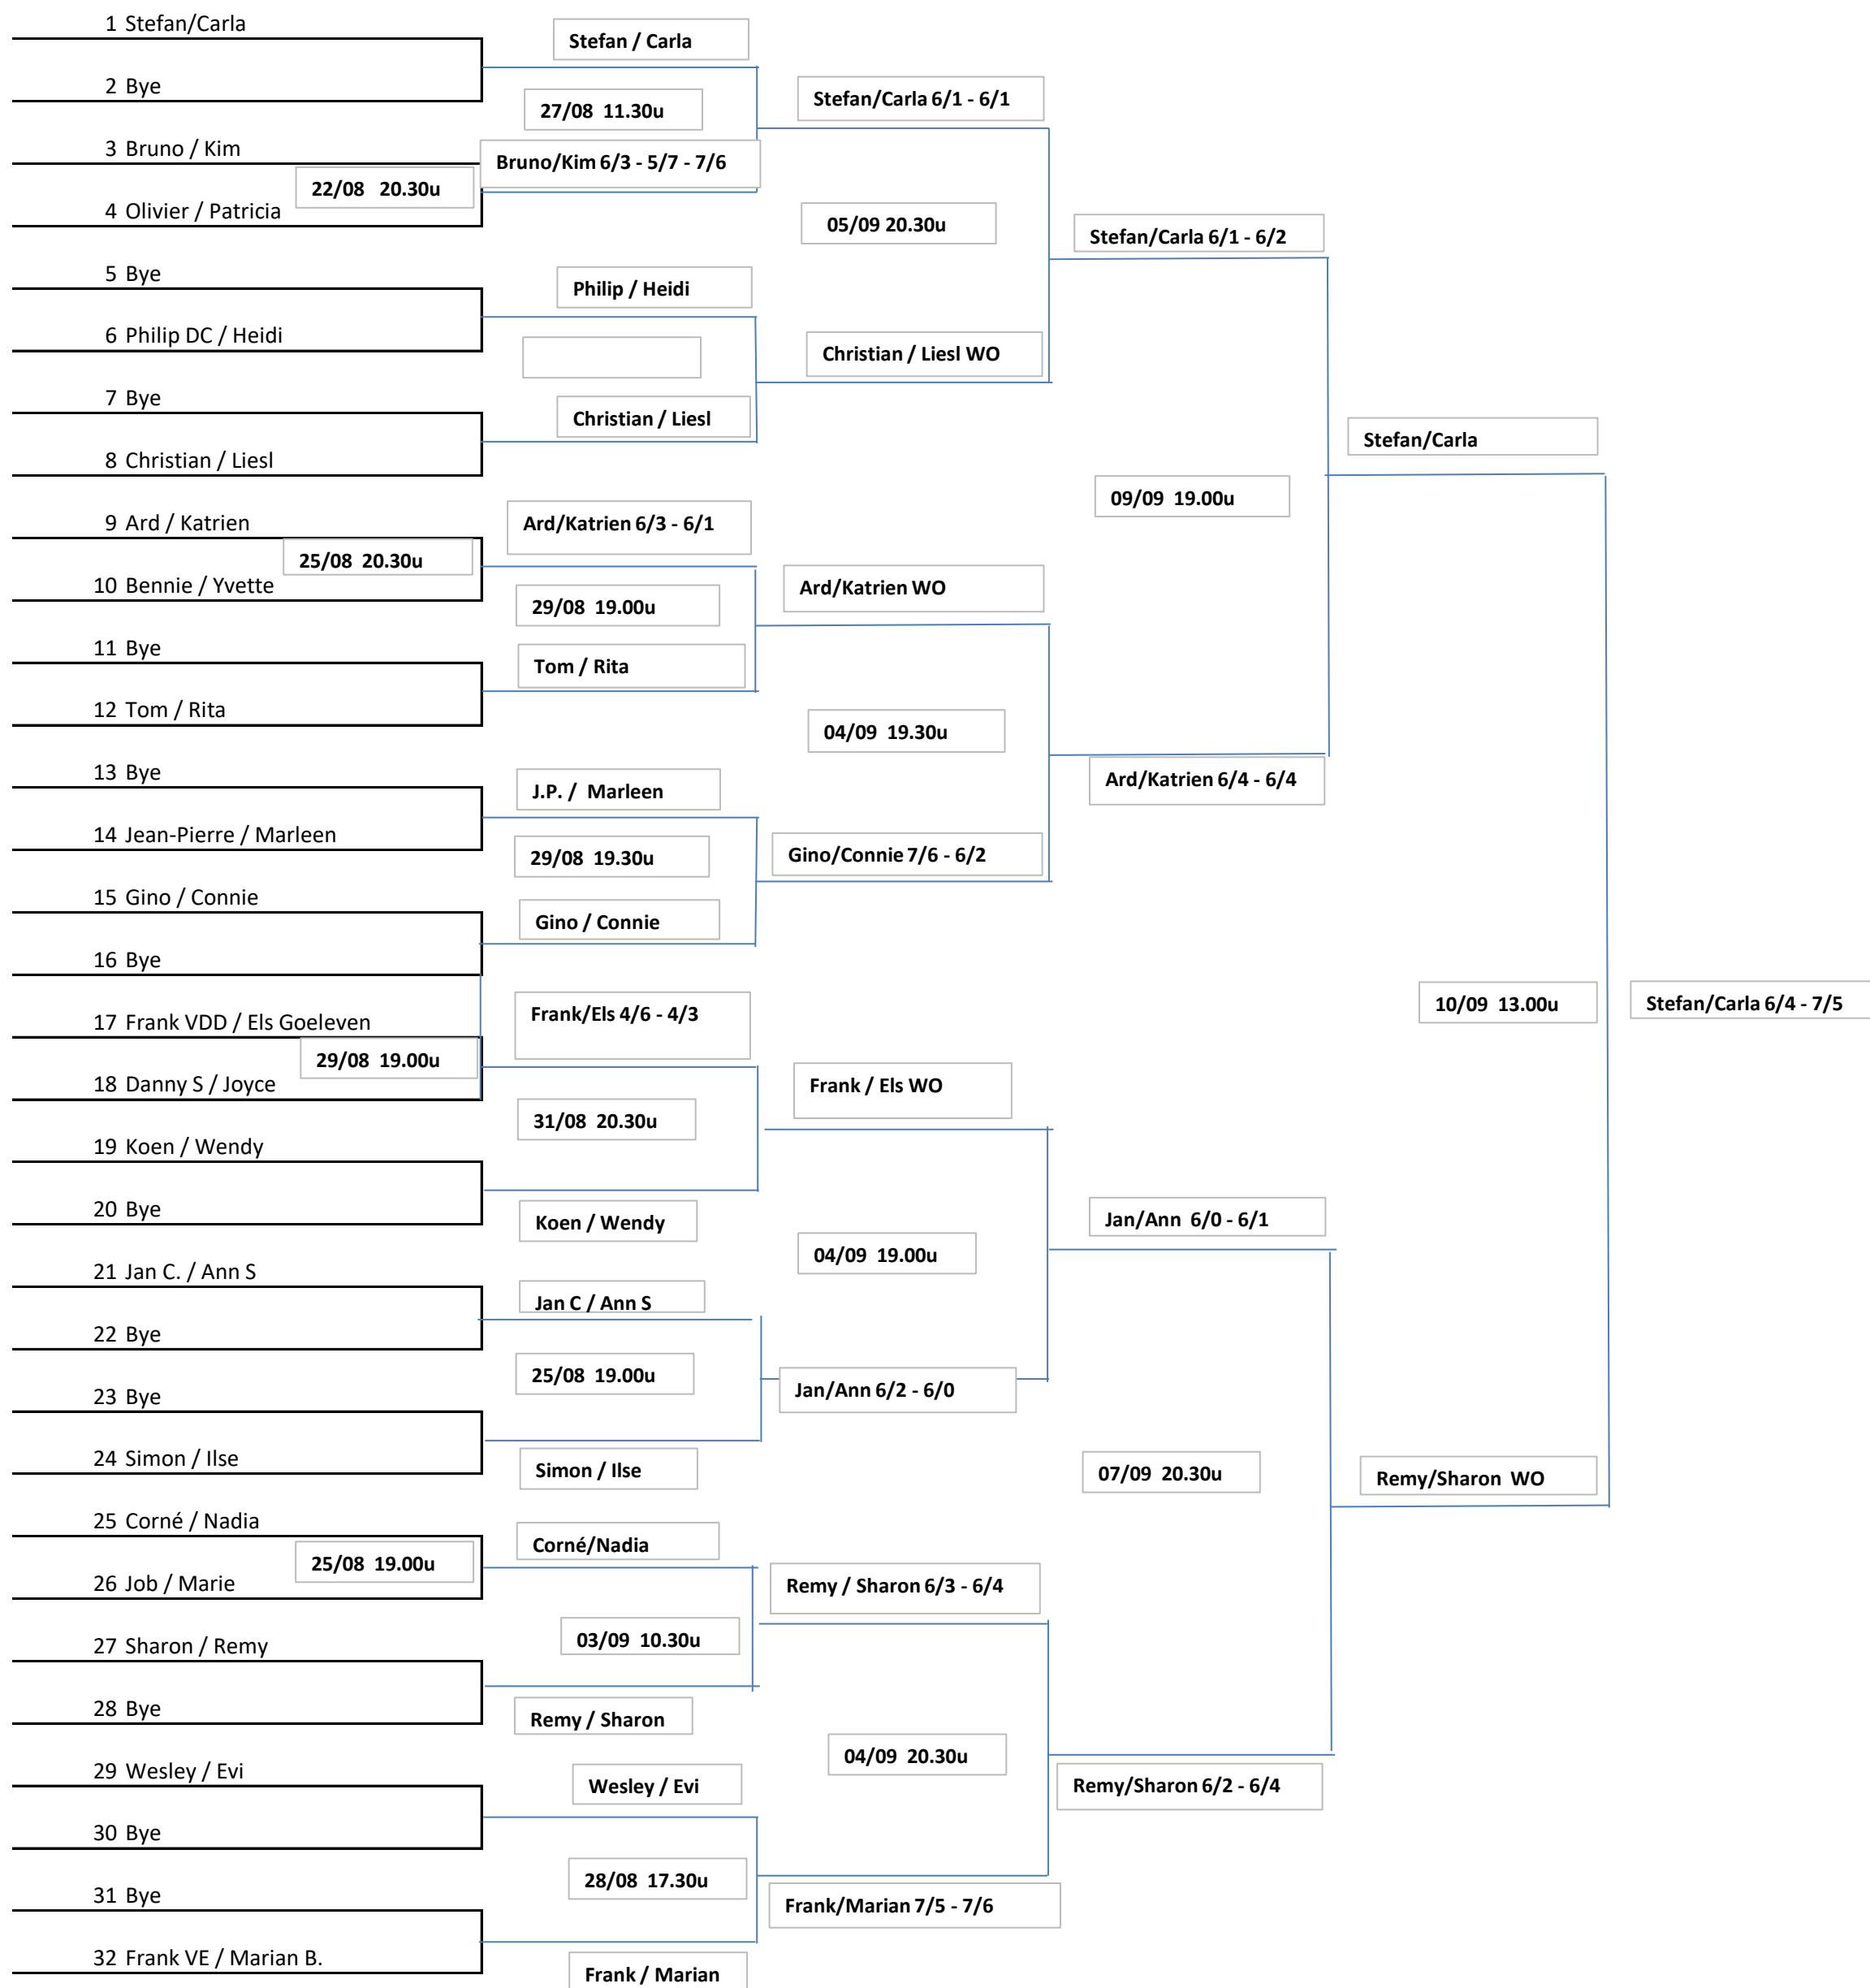 1 Stefan/Carla
2 Bye
3 Bruno / Kim
22/08 20.30u
4 Olivier / Patricia
5 Bye
6 Philip DC / Heidi
7 Bye
8 Christian / Liesl
9 Ard / Katrien
25/08 20.30u
10 Bennie / Yvette
11 Bye
12 Tom / Rita
13 Bye
14 Jean-Pierre / Marleen
15 Gino / Connie
16 Bye
17 Frank VDD / Els Goeleven
29/08 19.00u
18 Danny S / Joyce
19 Koen / Wendy
20 Bye
21 Jan C. / Ann S
22 Bye
23 Bye
24 Simon / Ilse
25 Corné / Nadia
25/08 19.00u
26 Job / Marie
27 Sharon / Remy
28 Bye
29 Wesley / Evi
30 Bye
31 Bye
32 Frank VE / Marian B.
Stefan / Carla
27/08 11.30u
Bruno/Kim 6/3 - 5/7 - 7/6
Philip / Heidi
Christian / Liesl
Ard/Katrien 6/3 - 6/1
29/08 19.00u
Tom / Rita
J.P. / Marleen
29/08 19.30u
Gino / Connie
Frank/Els 4/6 - 4/3
31/08 20.30u
Koen / Wendy
Jan C / Ann S
25/08 19.00u
Simon / Ilse
Corné/Nadia
03/09 10.30u
Remy / Sharon
Wesley / Evi
28/08 17.30u
Frank / Marian
Stefan/Carla 6/1 - 6/1
05/09 20.30u
Christian / Liesl WO
Ard/Katrien WO
04/09 19.30u
Gino/Connie 7/6 - 6/2
Frank / Els WO
04/09 19.00u
Jan/Ann 6/2 - 6/0
Remy / Sharon 6/3 - 6/4
04/09 20.30u
Frank/Marian 7/5 - 7/6
Stefan/Carla 6/1 - 6/2
09/09 19.00u
Ard/Katrien 6/4 - 6/4
Jan/Ann 6/0 - 6/1
07/09 20.30u
Remy/Sharon 6/2 - 6/4
Stefan/Carla
10/09 13.00u
Remy/Sharon WO
Stefan/Carla 6/4 - 7/5